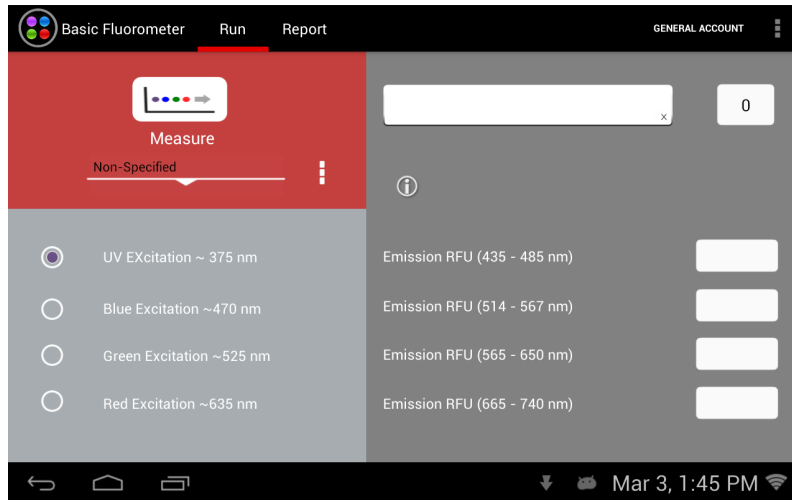 Basic Fluorometer Run Report GENERAL ACCOUNT
Measure
Non-Specified
x
0
UV EXcitation ~ 375 nm
Emission RFU (435 - 485 nm)
Blue Excitation ~470 nm
Emission RFU (514 - 567 nm)
Green Excitation ~525 nm
Emission RFU (565 - 650 nm)
Red Excitation ~635 nm
Emission RFU (665 - 740 nm)
Mar 3, 1:45 PM